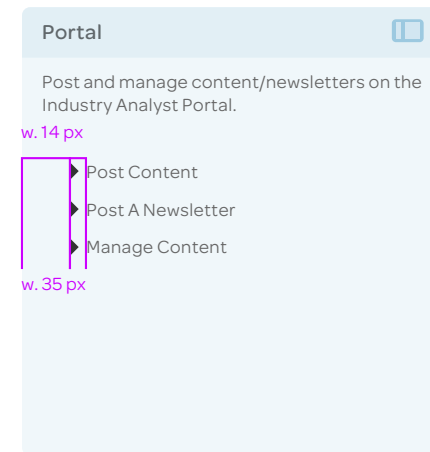 Portal
Post and manage content/newsletters on the
Industry Analyst Portal.
w. 14 px
Post Content
Post A Newsletter
Manage Content
w. 35 px